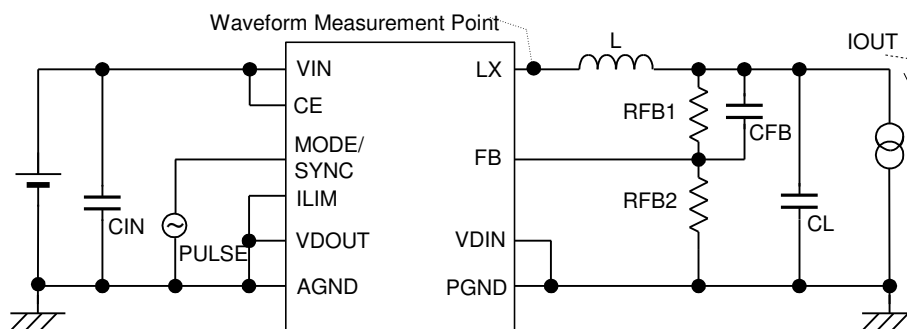 Waveform Measurement Point
L
IOUT
VIN
LX
CE
RFB1
CFB
MODE/
SYNC
FB
ILIM
RFB2
CIN
PULSE
VDOUT
VDIN
CL
AGND
PGND